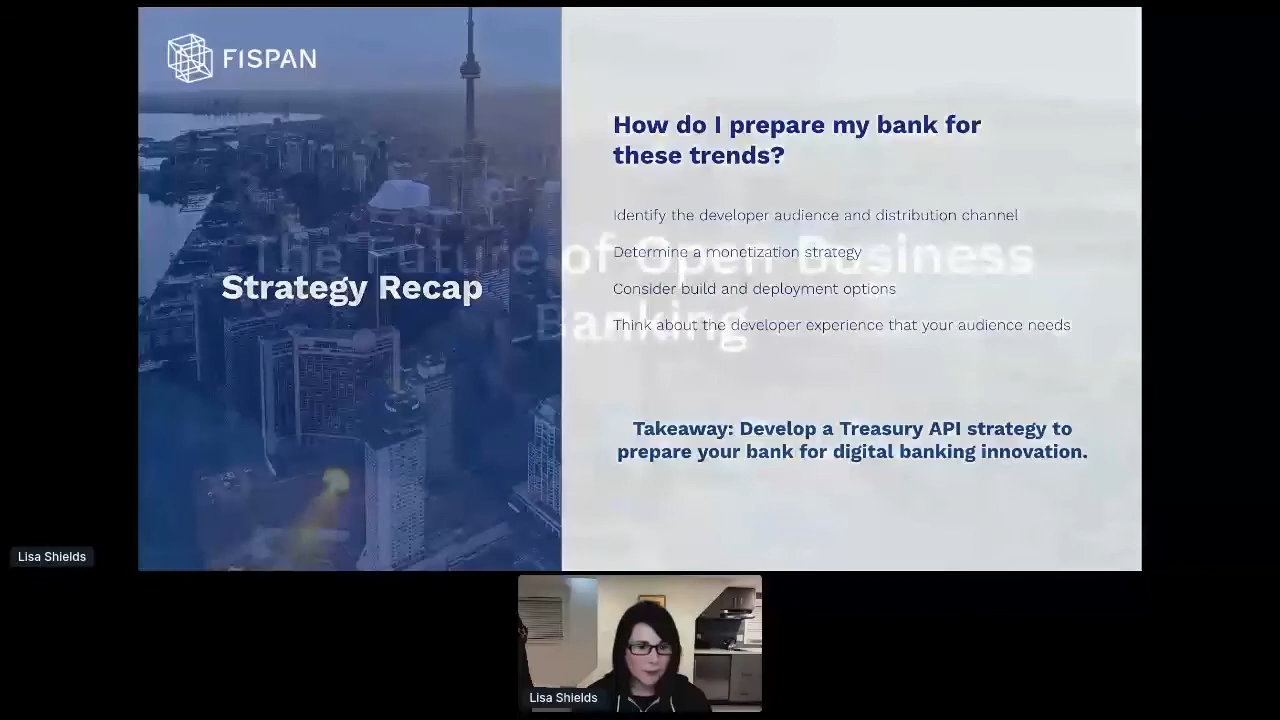 FISPAN
How do I prepare my bank for
these trends?
Identify the developer audience and distribution channel
Determine a monetization strategy
The Future of Open Business
Consider build and deployment options
Strategy Recap
Banking
Think about the developer experience that your audience needs
Takeaway: Develop a Treasury API strategy to
prepare your bank for digital banking innovation.
Lisa Shields
Lisa Shields